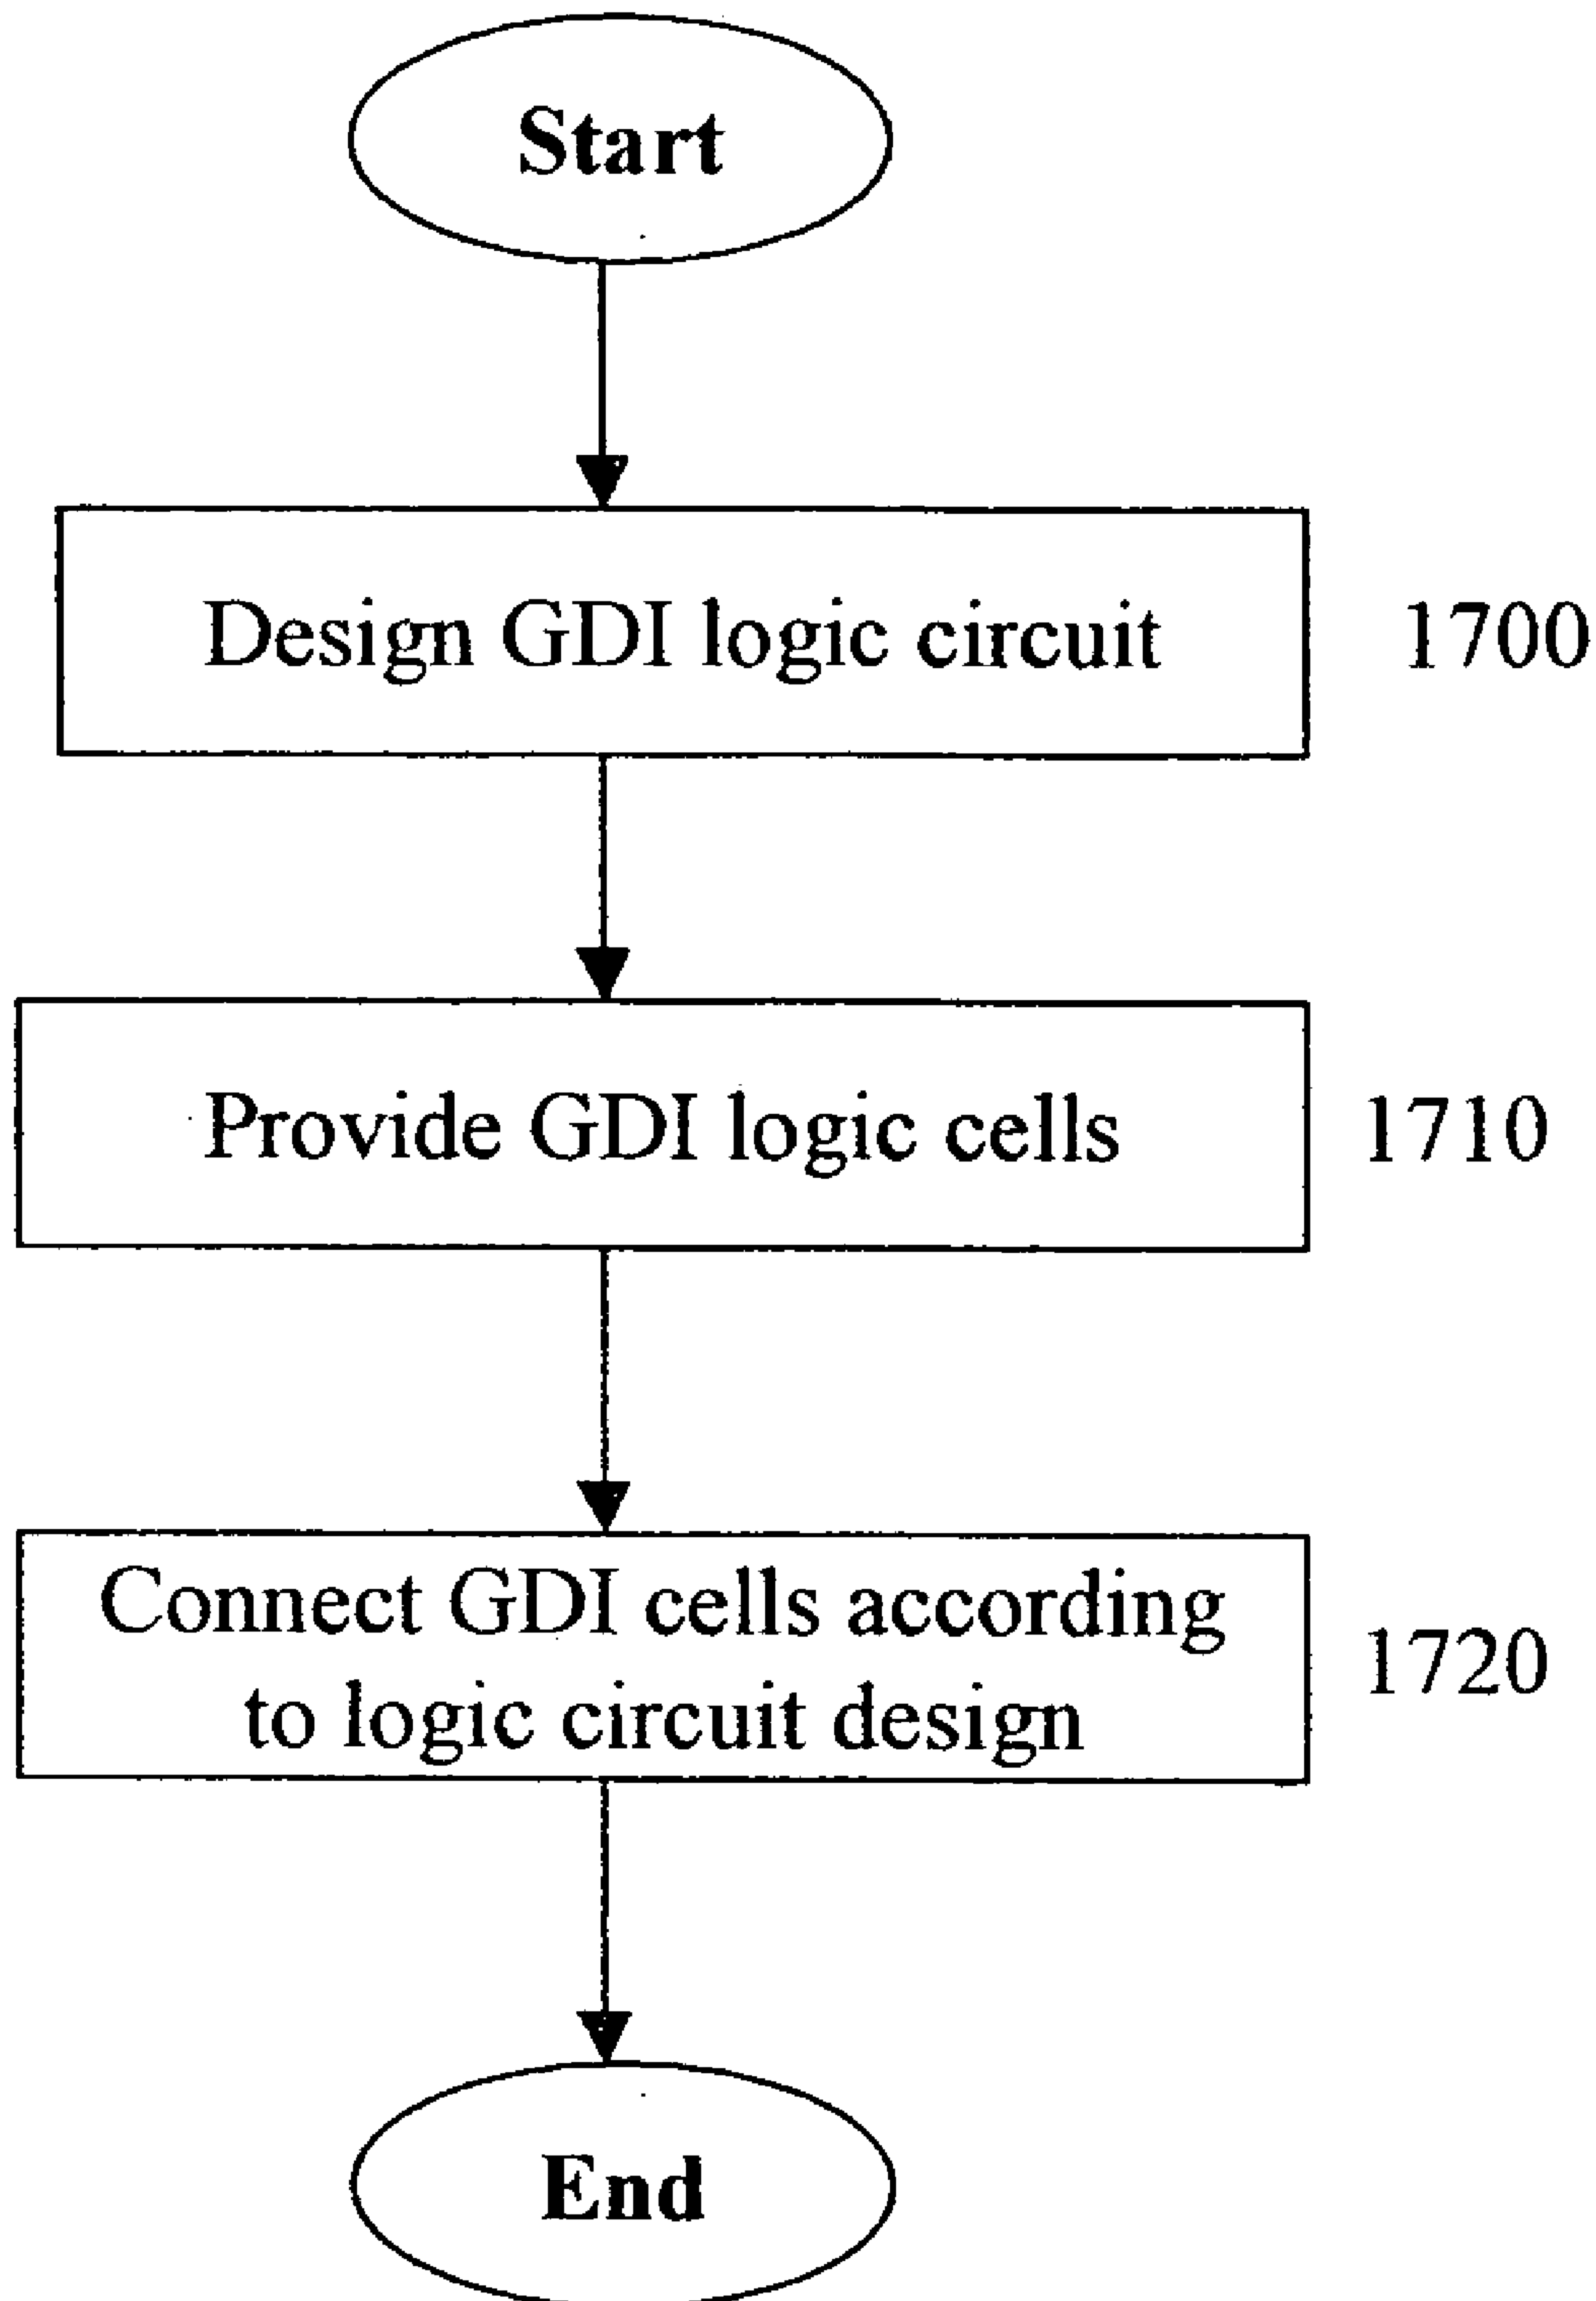 Start
Design GDI logic circuit
1700
Provide GDI logic cells
1710
Connect GDI cells according
to logic circuit design
1720
End